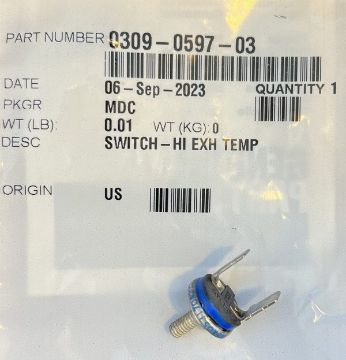 PART NUMBER 0309-0597-03
DATE 06-Sep-2023 QUANTITY 1
PKGR MDC
WT (LB): 0.01 WT (KG): 0
DESC SWITCH-HI EXH TEMP
ORIGIN US